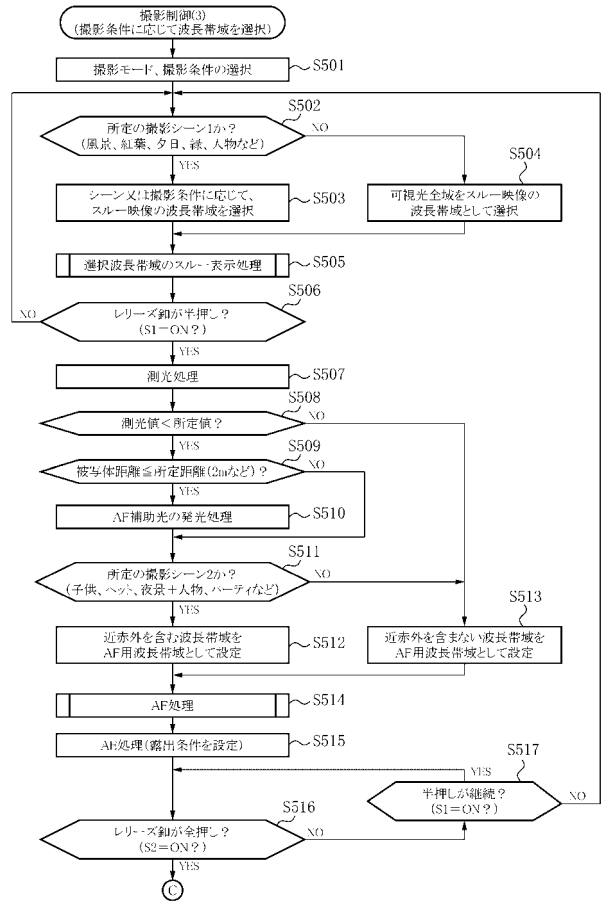 撮影制御(3)
(撮影条件に応じて波長帯域を選択)
撮影モード、撮影条件の選択
S501
所定の撮影シーン1か?
(風景、紅葉、夕日、緑、人物など)
S502
NO
YES
シーン又は撮影条件に応じて、
スルー映像の波長帯域を選択
S503
可視光全域をスルー映像の
波長帯域として選択
S504
選択波長帯域のスルー表示処理
S505
レリーズ釦が半押し?
(S1=ON?)
S506
NO
YES
測光処理
S507
測光値<所定値?
S508
NO
YES
被写体距離≦所定距離(2mなど)?
S509
NO
YES
AF補助光の発光処理
S510
所定の撮影シーン2か?
(子供、ペット、夜景+人物、パーティなど)
S511
NO
YES
近赤外を含む波長帯域を
AF用波長帯域として設定
S512
近赤外を含まない波長帯域を
AF用波長帯域として設定
S513
AF処理
S514
AE処理(露出条件を設定)
S515
レリーズ釦が全押し?
(S2=ON?)
S516
NO
YES
半押しが継続?
(S1=ON?)
S517
YES
NO
C